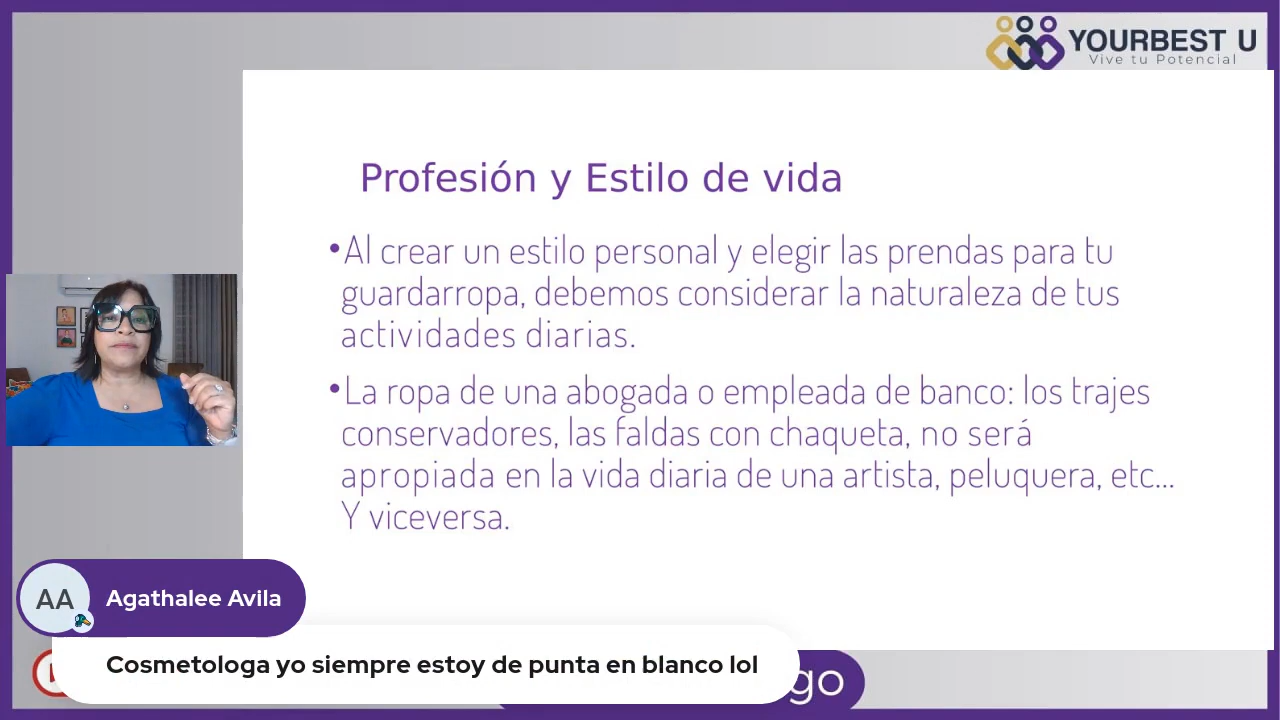 YOURBEST U
Vive tu Potencial
Profesión y Estilo de vida
•Al crear un estilo personal y elegir las prendas para tu
guardarropa, debemos considerar la naturaleza de tus
actividades diarias.
•La ropa de una abogada o empleada de banco: los trajes
conservadores, las faldas con chaqueta, no será
apropiada en la vida diaria de una artista, peluquera, etc...
Y viceversa.
AA
Agathalee Avila
Cosmetologa yo siempre estoy de punta en blanco lol
go